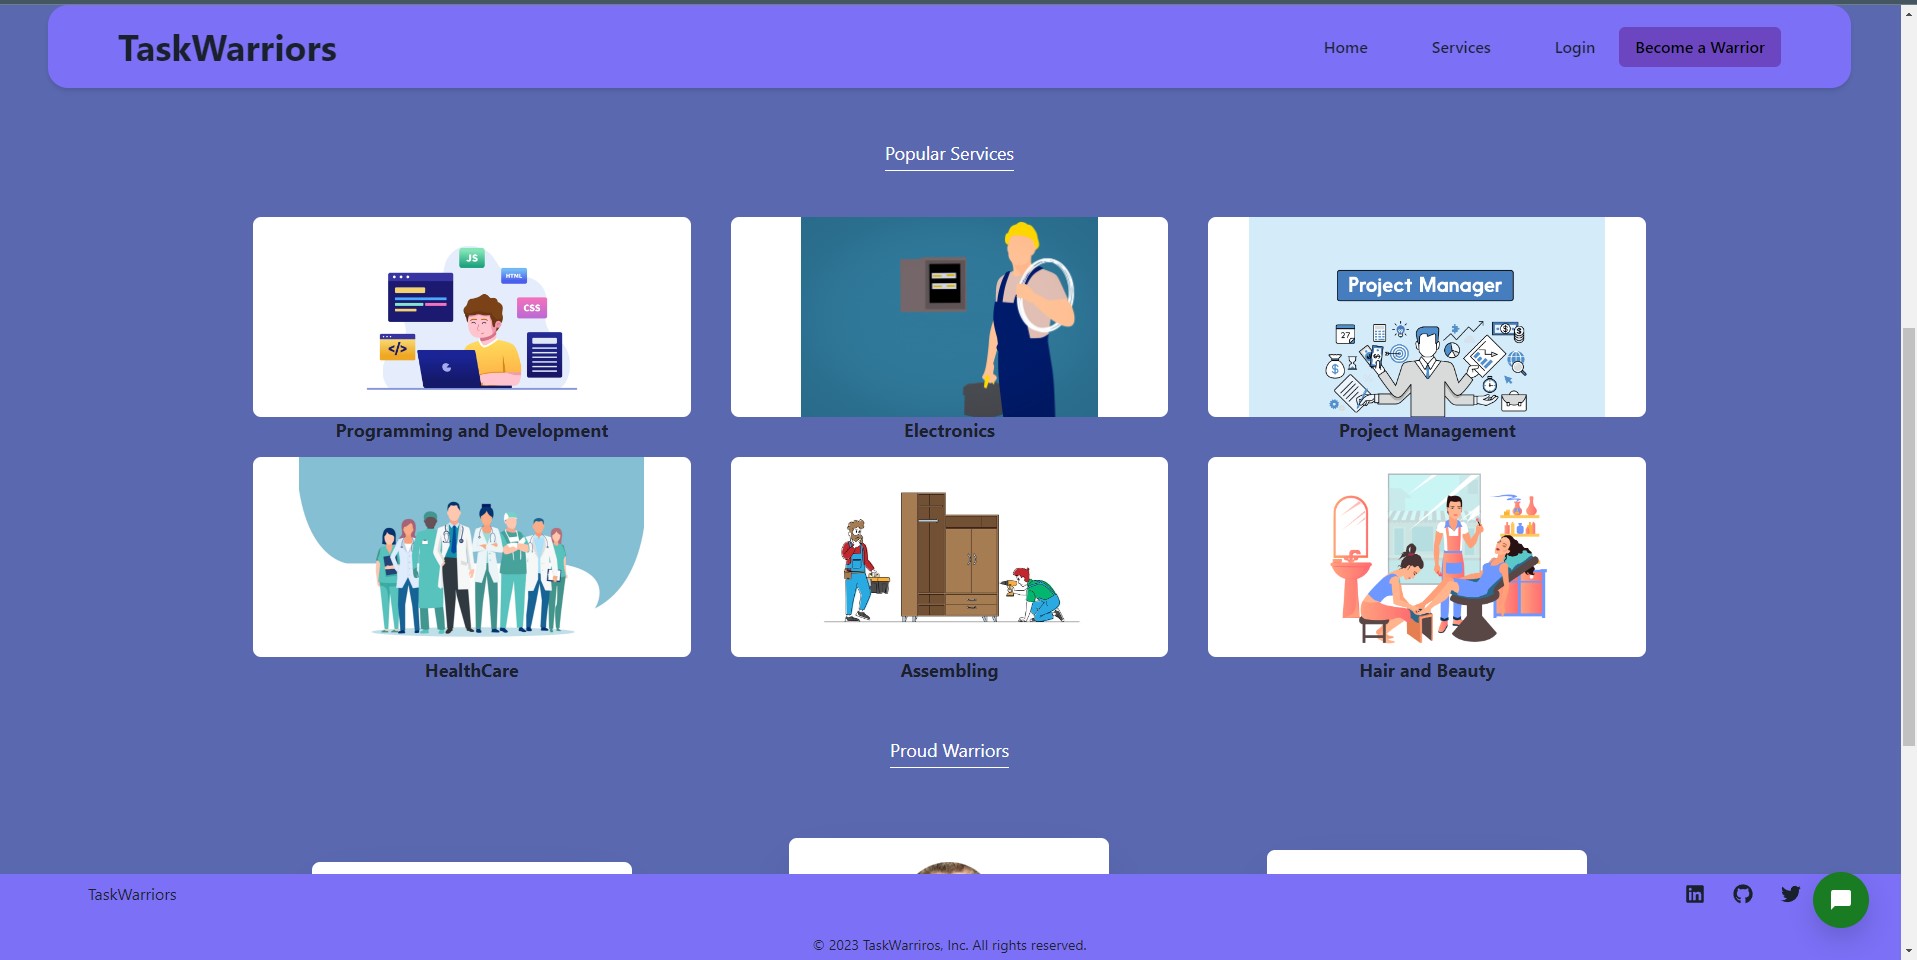 TaskWarriors
Home
Services
Login
Become a Warrior
Popular Services
JS
HTML
CSS
</>
Project Manager
27
Programming and Development
Electronics
Project Management
HealthCare
Assembling
Hair and Beauty
Proud Warriors
TaskWarriors
© 2023 TaskWarriros, Inc. All rights reserved.